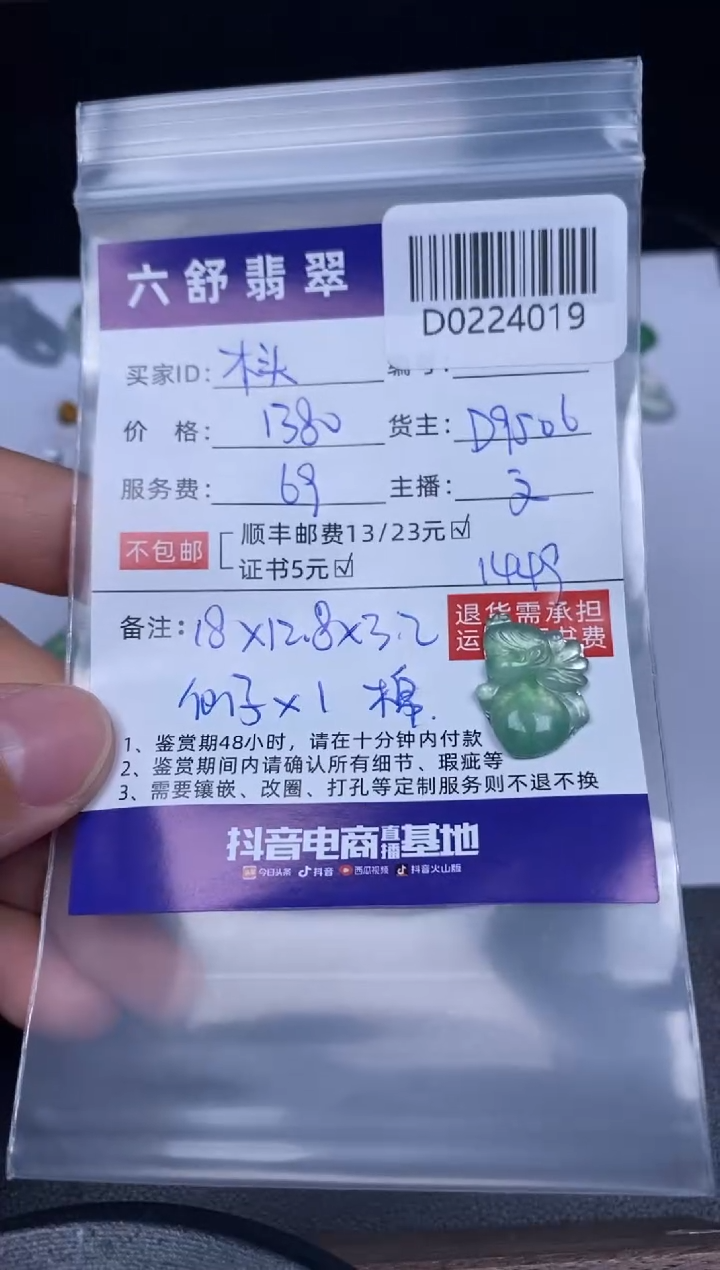 六舒翡翠
D0224019
买家ID: 木头
价 格: 1380 货主: D9506
服务费: 69 主播:
不包邮 顺丰邮费13/23元☑
证书5元☑ 1449
备注: 18×12.8×3.2 退货需承担
运 费
×1 棉.
1、鉴赏期48小时，请在十分钟内付款
2、鉴赏期间内请确认所有细节、瑕疵等
3、需要镶嵌、改圈、打孔等定制服务则不退不换
抖音电商直播基地
今日头条 抖音 西瓜视频 抖音火山版